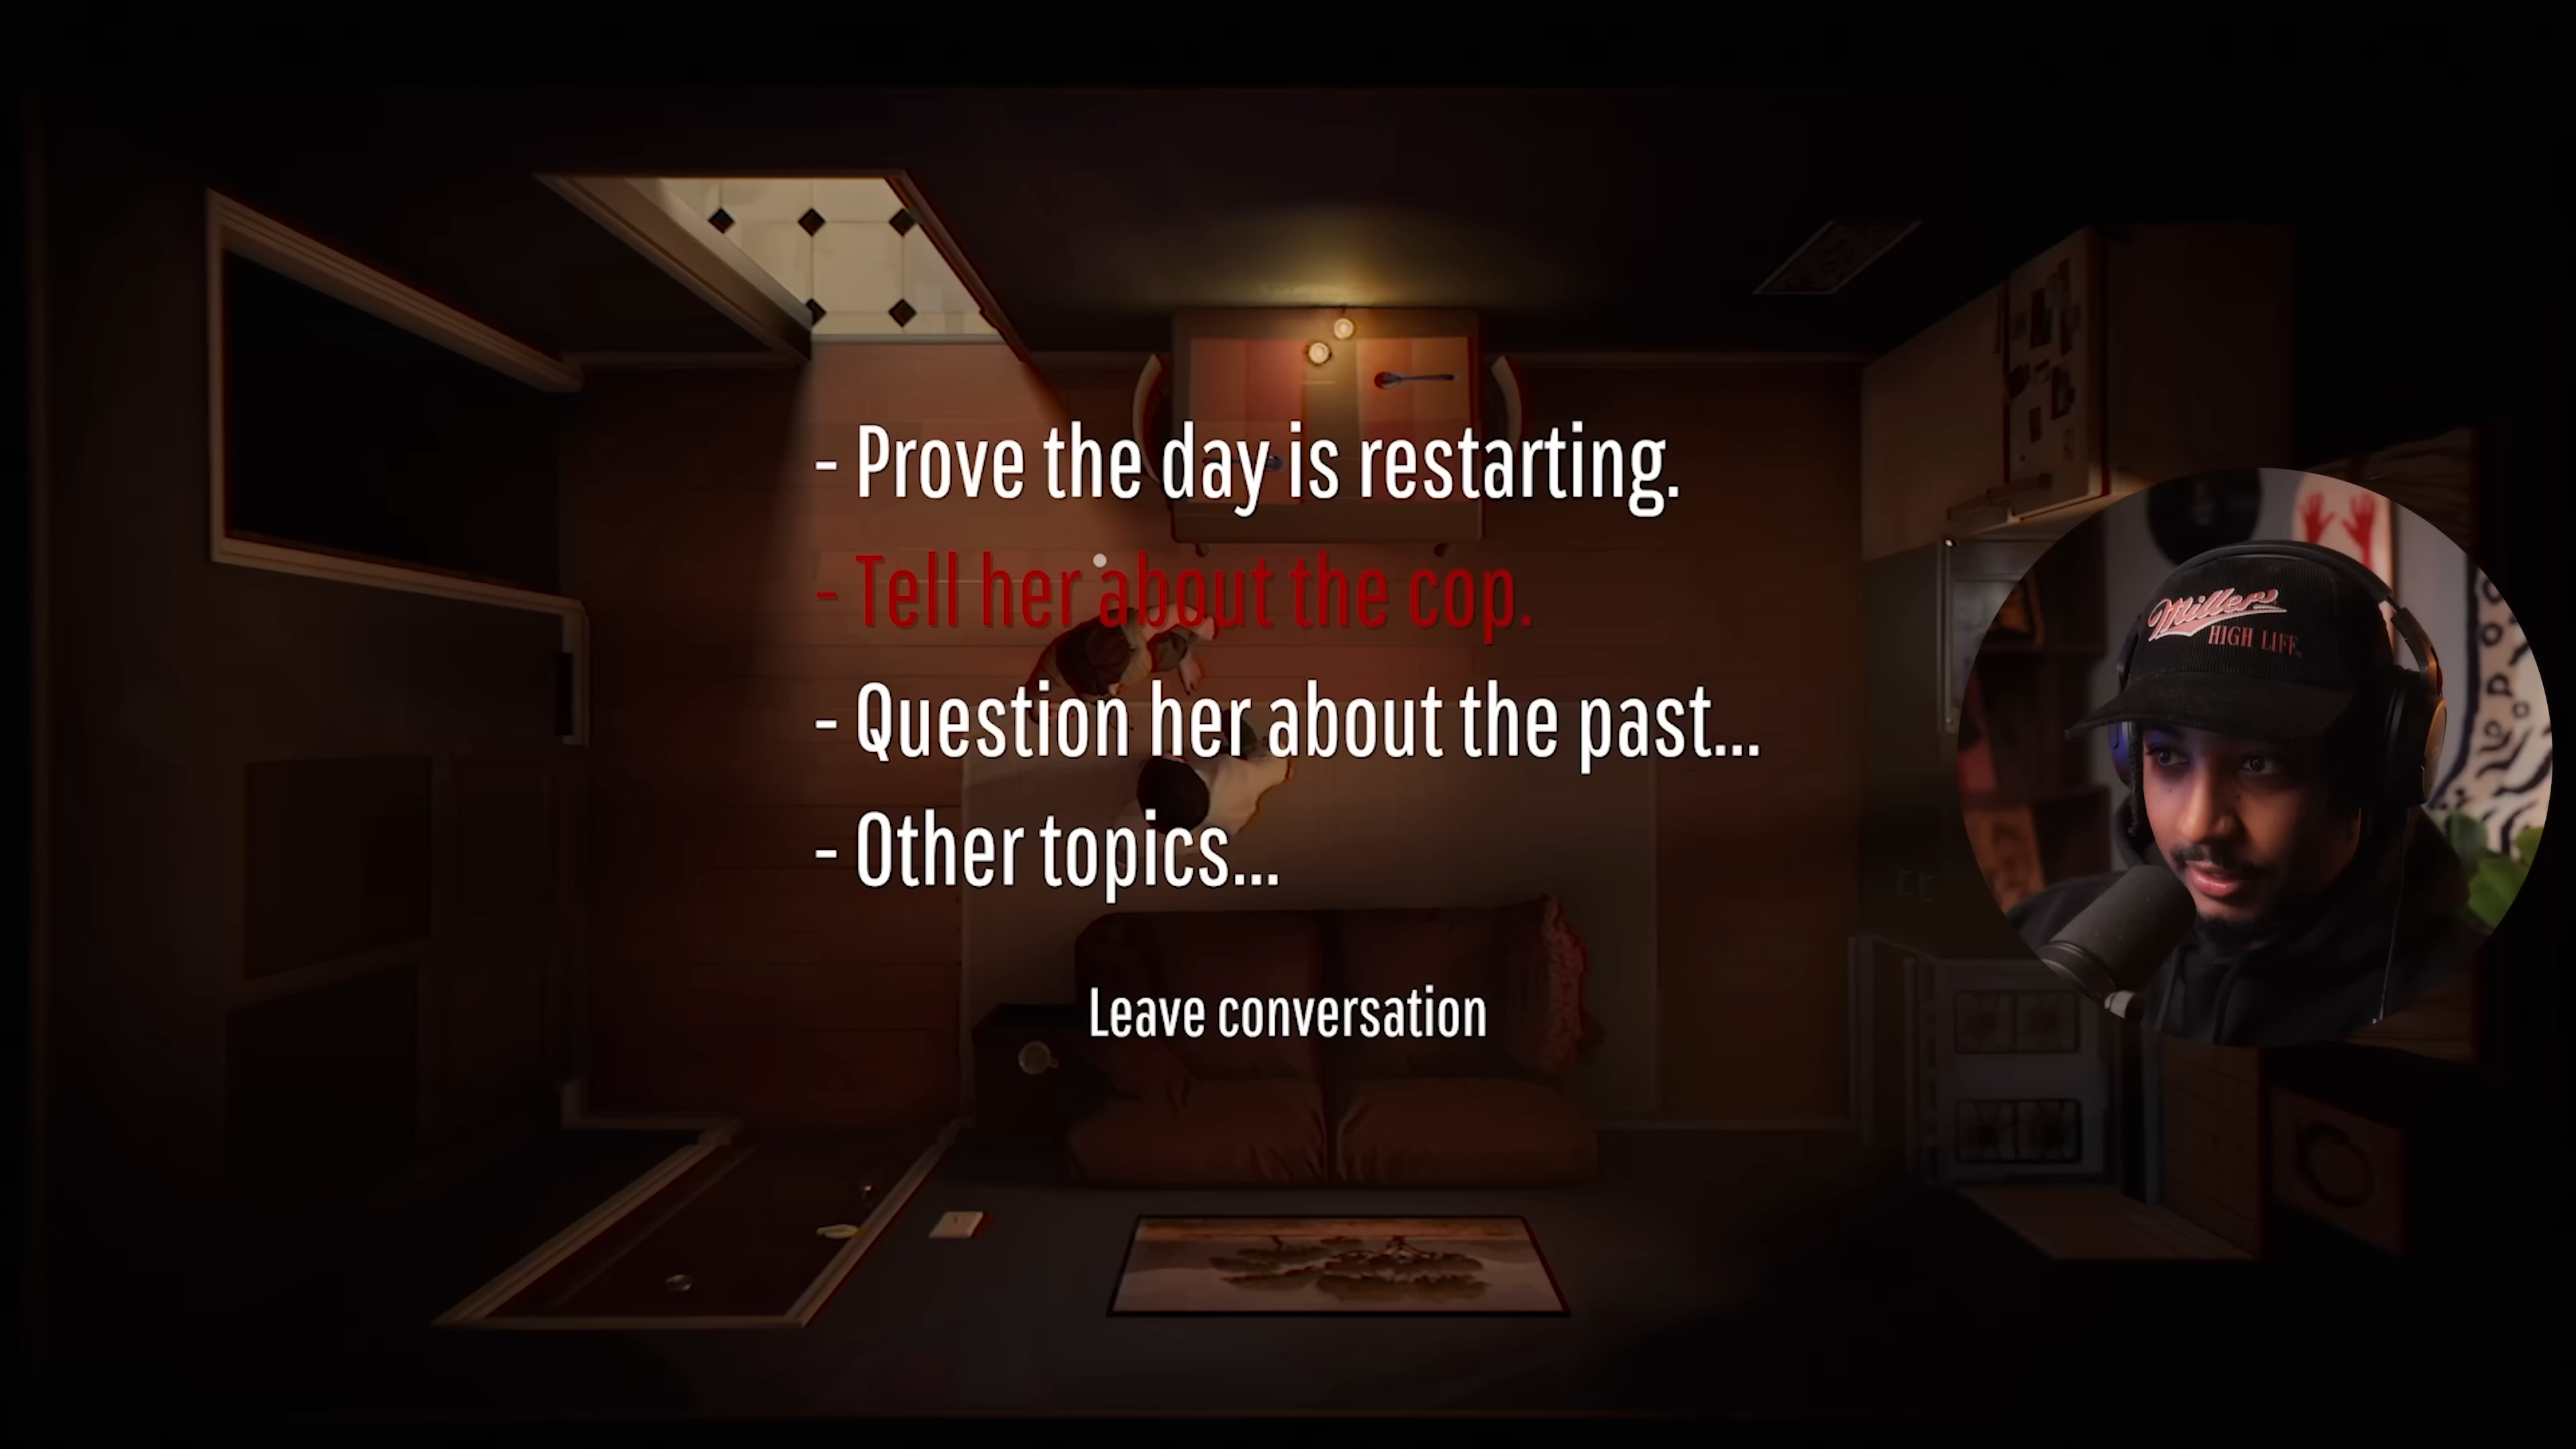 - Prove the day is restarting.
- Tell her about the cop.
- Question her about the past...
- Other topics...
Leave conversation
Miller
HIGH LIFE